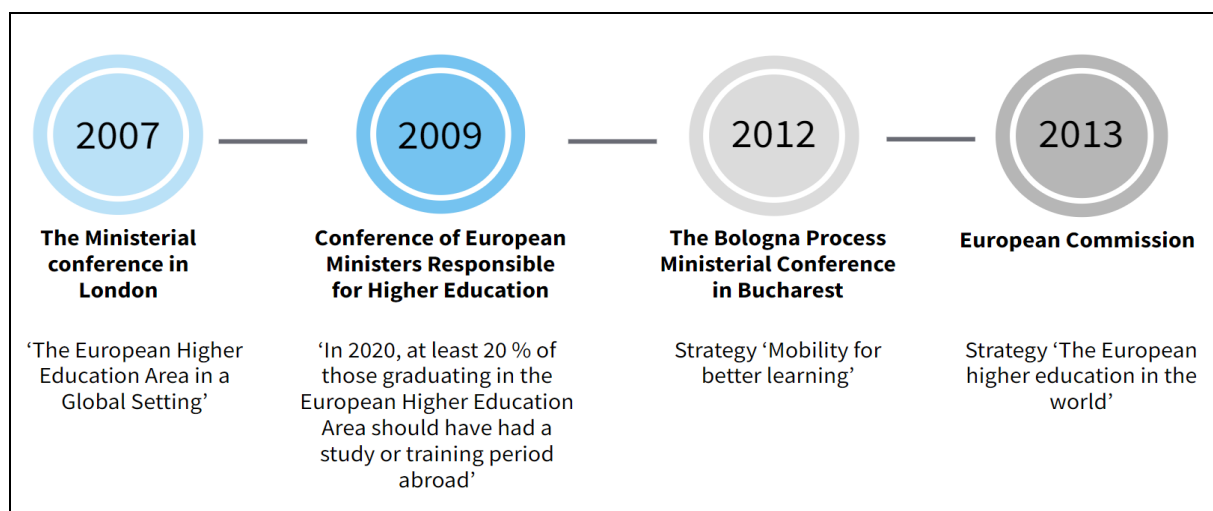 2007
2009
2012
2013
The Ministerial
conference in
London
Conference of European
Ministers Responsible
for Higher Education
The Bologna Process
Ministerial Conference
in Bucharest
European Commission
‘The European Higher
Education Area in a
Global Setting’
‘In 2020, at least 20 % of
those graduating in the
European Higher Education
Area should have had a
study or training period
abroad’
Strategy ‘Mobility for
better learning’
Strategy ‘The European
higher education in the
world’